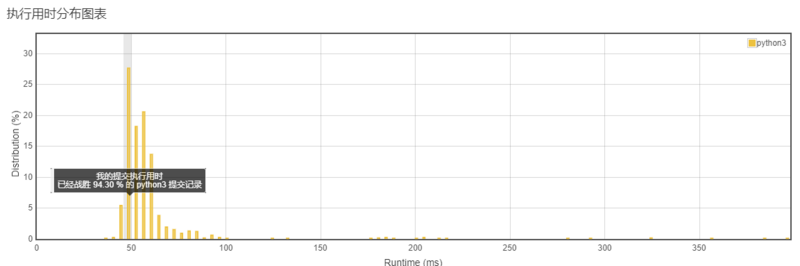 执行用时分布图表
python3
30
25
20
15
10
5
0
Distribution (%)
我的提交执行用时
已经战胜 94.30 % 的 python3 提交记录
0 50 100 150 200 250 300 350
Runtime (ms)